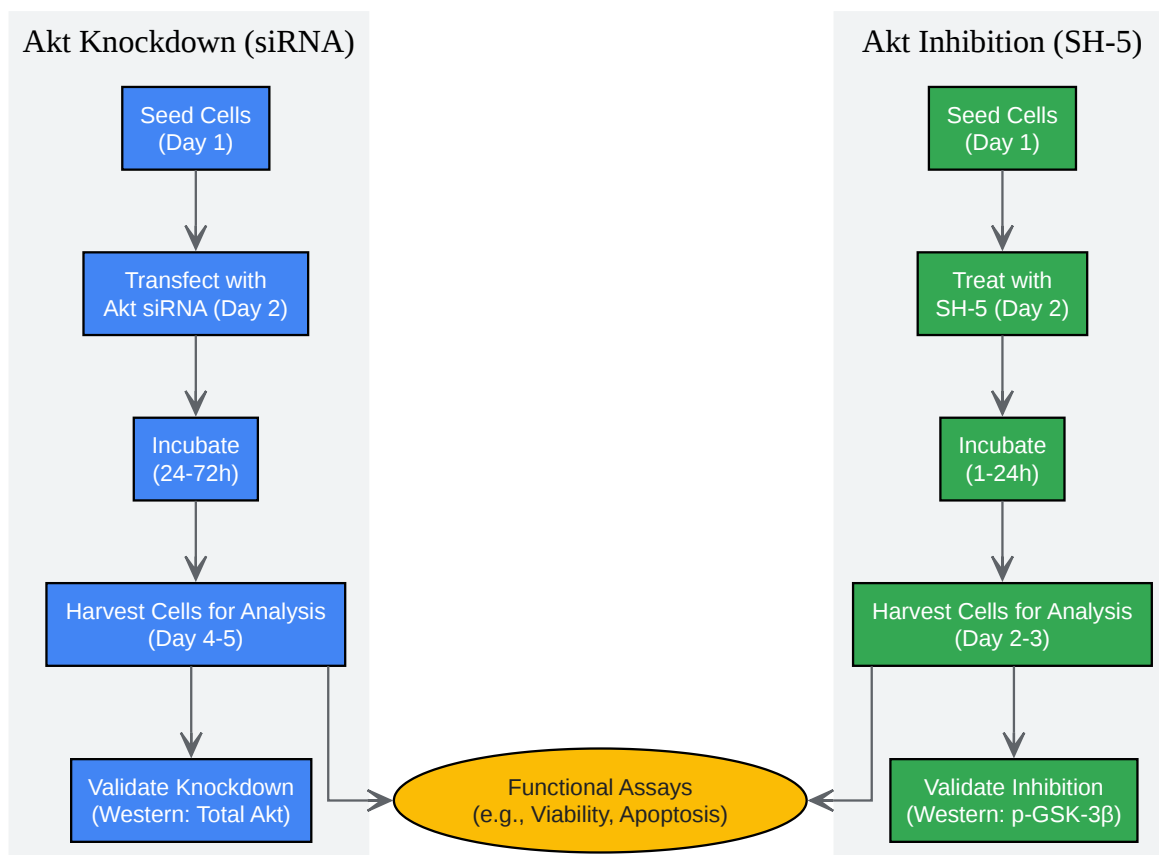 Akt Knockdown (siRNA)
Seed Cells
(Day 1)
Transfect with
Akt siRNA (Day 2)
Incubate
(24-72h)
Harvest Cells for Analysis
(Day 4-5)
Validate Knockdown
(Western: Total Akt)
Akt Inhibition (SH-5)
Seed Cells
(Day 1)
Treat with
SH-5 (Day 2)
Incubate
(1-24h)
Harvest Cells for Analysis
(Day 2-3)
Validate Inhibition
(Western: p-GSK-3β)
Functional Assays
(e.g., Viability, Apoptosis)